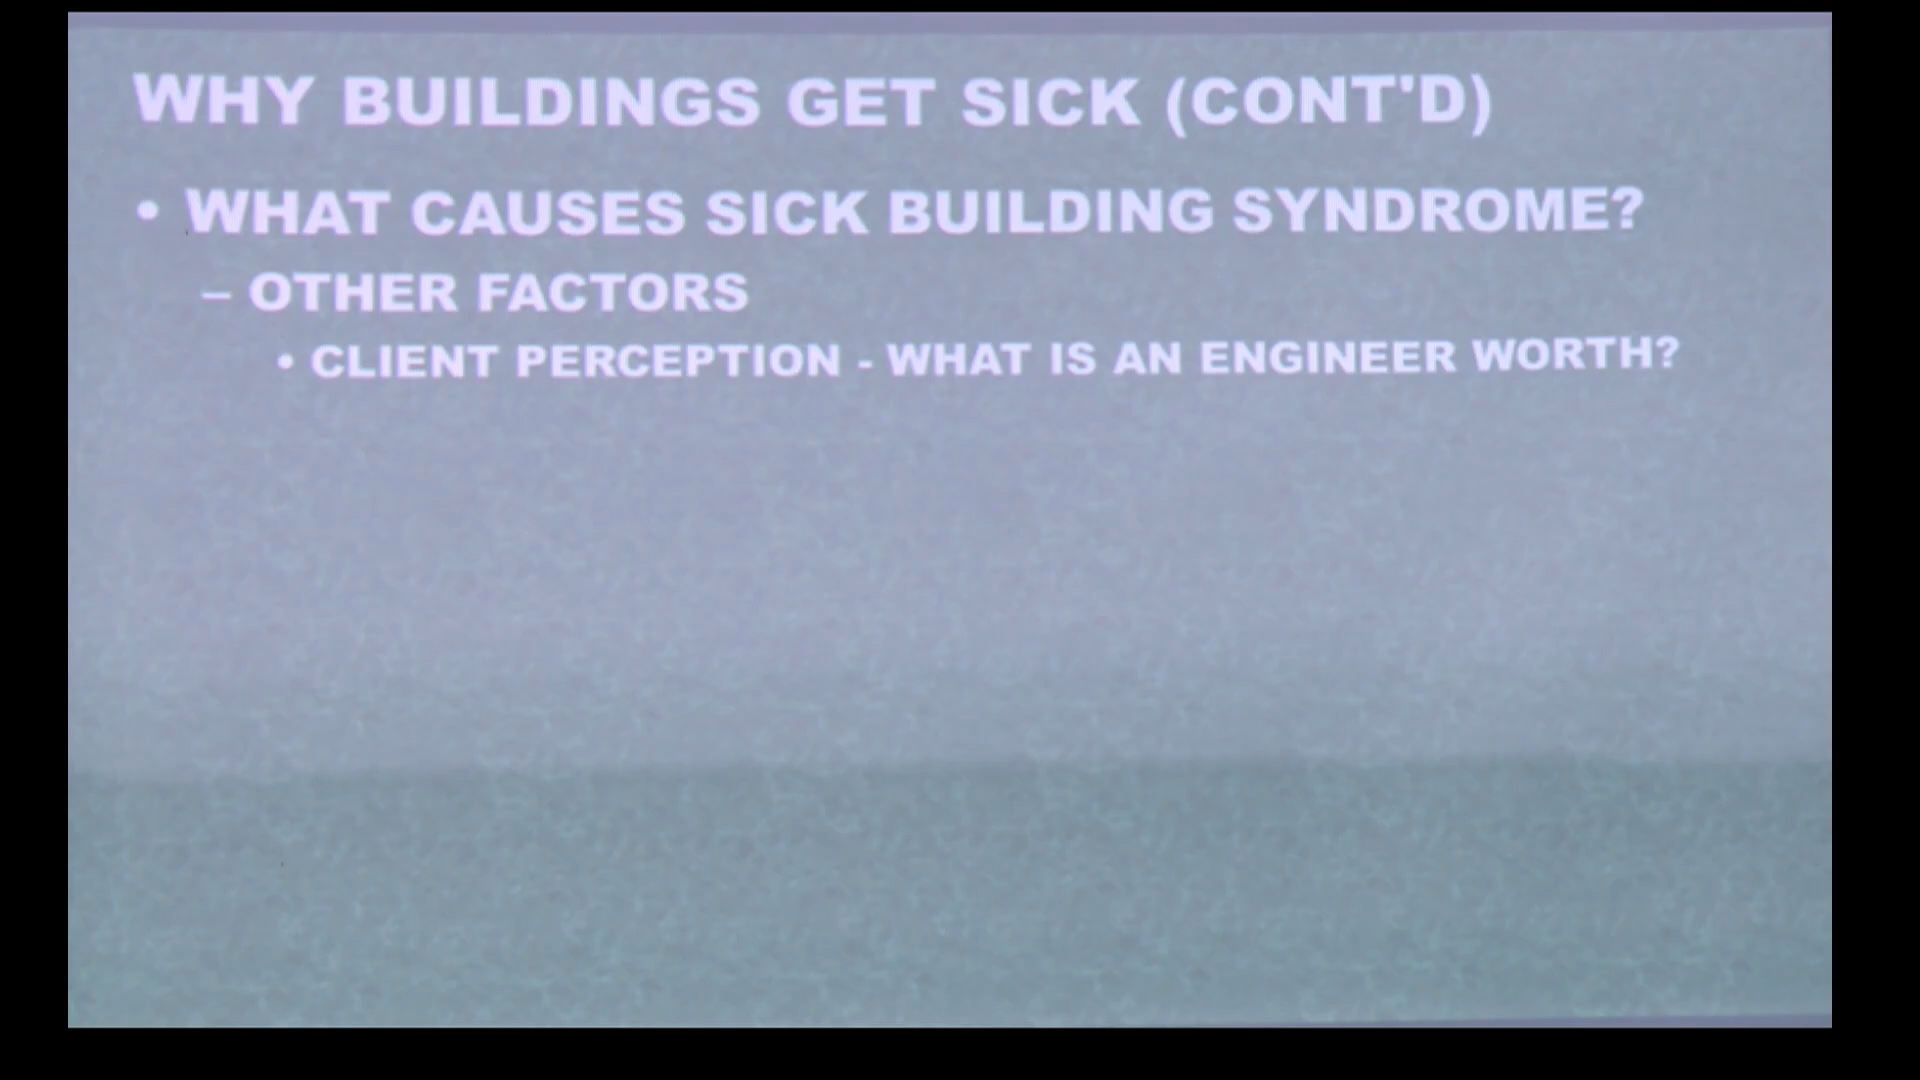 WHY BUILDINGS GET SICK (CONT'D)
• WHAT CAUSES SICK BUILDING SYNDROME?
– OTHER FACTORS
• CLIENT PERCEPTION - WHAT IS AN ENGINEER WORTH?